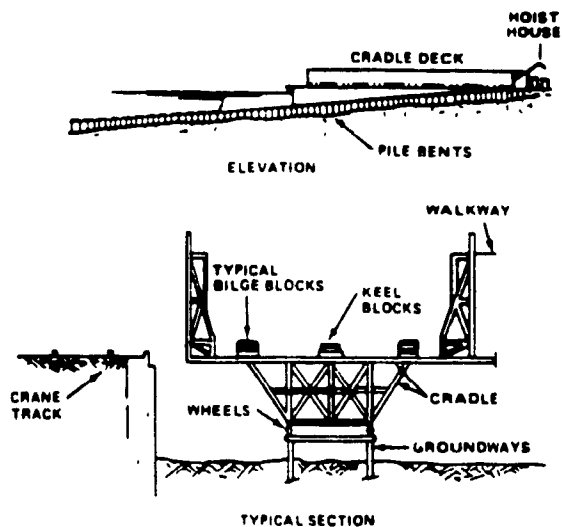 HOIST
HOUSE
CRADLE DECK
PILE BENTS
ELEVATION
WALKWAY
TYPICAL
BILGE BLOCKS
KEEL
BLOCKS
CRANE
TRACK
WHEELS
CRADLE
GROUNDWAYS
TYPICAL SECTION